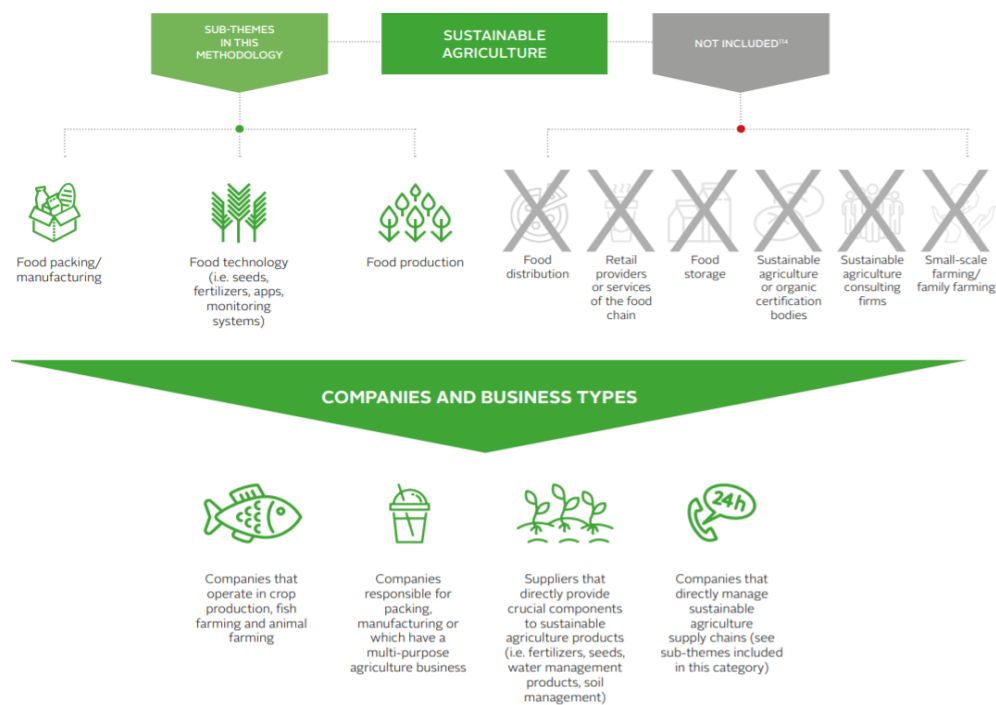 SUB-THEMES
IN THIS
METHODOLOGY
SUSTAINABLE
AGRICULTURE
NOT INCLUDED¹¹⁴
Food packing/
manufacturing
Food technology
(i.e. seeds,
fertilizers, apps,
monitoring
systems)
Food production
Food
distribution
Retail
providers
or services
of the food
chain
Food
storage
Sustainable
agriculture
or organic
certification
bodies
Sustainable
agriculture
consulting
firms
Small-scale
farming/
family farming
COMPANIES AND BUSINESS TYPES
24h
Companies that
operate in crop
production, fish
farming and animal
farming
Companies
responsible for
packing,
manufacturing or
which have a
multi-purpose
agriculture business
Suppliers that
directly provide
crucial components
to sustainable
agriculture products
(i.e. fertilizers, seeds,
water management
products, soil
management)
Companies that
directly manage
sustainable
agriculture
supply chains (see
sub-themes included
in this category)